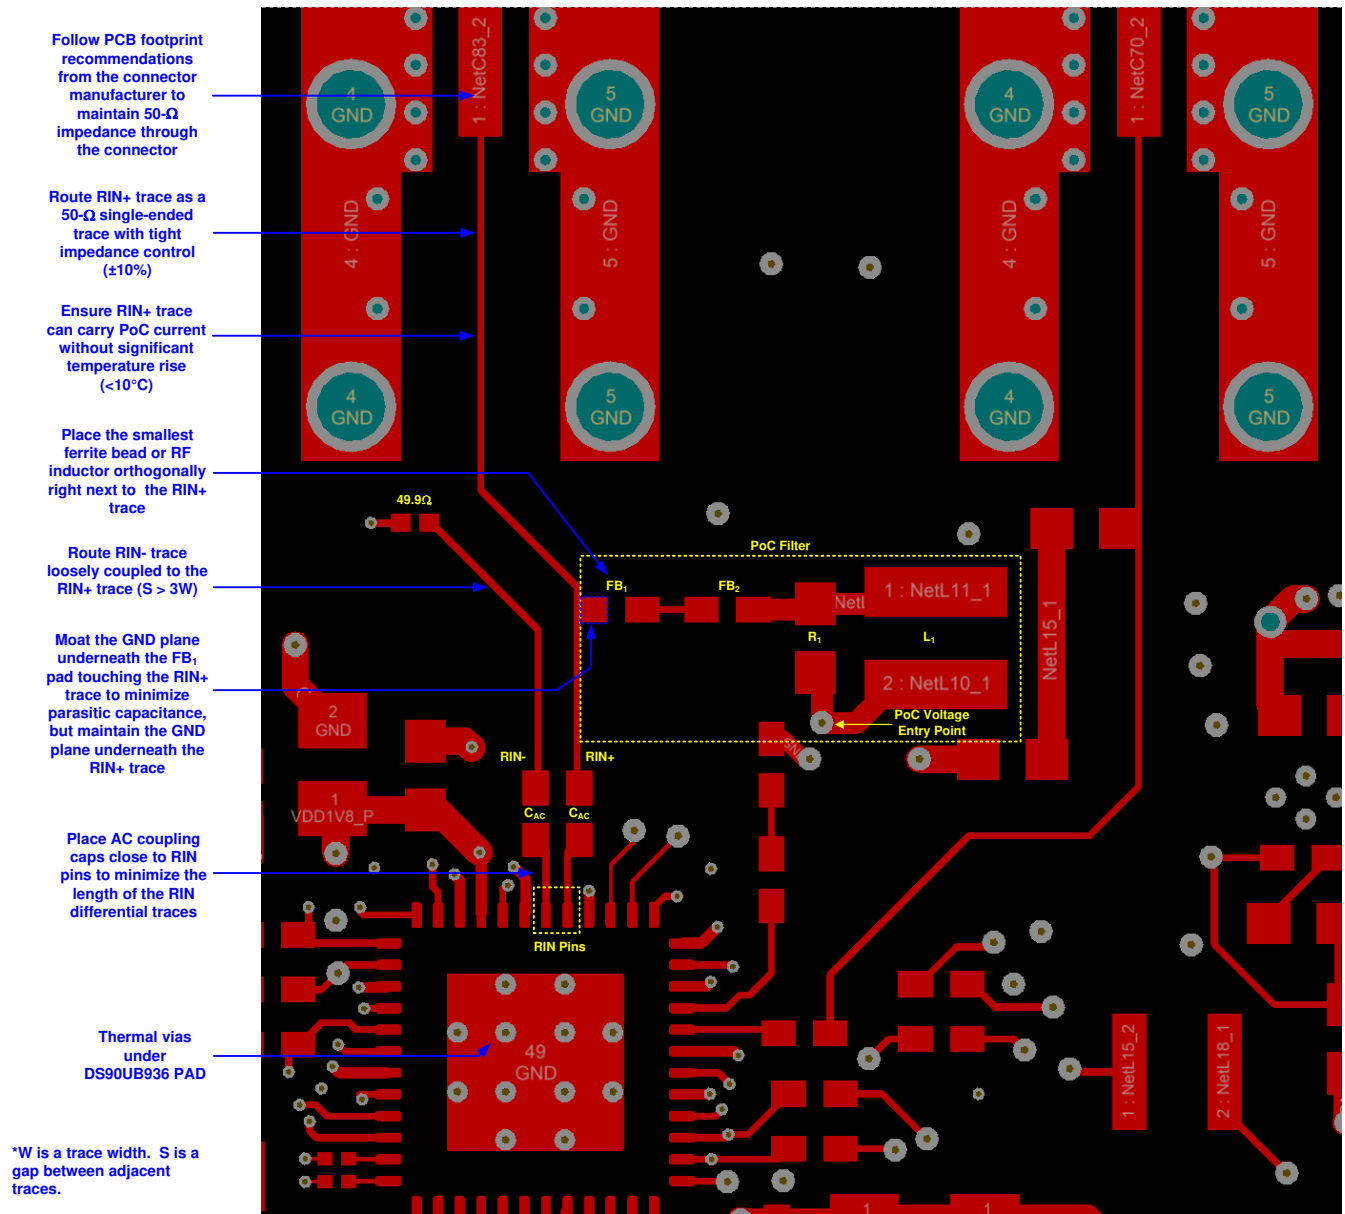 Follow PCB footprint
recommendations
from the connector
manufacturer to
maintain 50-Ω
impedance through
the connector
Route RIN+ trace as a
50-Ω single-ended
trace with tight
impedance control
(±10%)
Ensure RIN+ trace
can carry PoC current
without significant
temperature rise
(<10°C)
Place the smallest
ferrite bead or RF
inductor orthogonally
right next to the RIN+
trace
Route RIN- trace
loosely coupled to the
RIN+ trace (S > 3W)
Moat the GND plane
underneath the FB₁
pad touching the RIN+
trace to minimize
parasitic capacitance,
but maintain the GND
plane underneath the
RIN+ trace
Place AC coupling
caps close to RIN
pins to minimize the
length of the RIN
differential traces
Thermal vias
under
DS90UB936 PAD
*W is a trace width. S is a
gap between adjacent
traces.
1 : NetC83_2
1 : NetC70_2
4
GND
5
GND
4
GND
5
GND
4 : GND
5 : GND
4 : GND
5 : GND
4
GND
5
GND
4
GND
5
GND
49.9Ω
PoC Filter
FB₁
FB₂
NetL
1 : NetL11_1
R₁
L₁
2 : NetL10_1
NetL15_1
PoC Voltage
Entry Point
2
GND
RIN-
RIN+
1
VDD1V8_P
C_AC
C_AC
RIN Pins
49
GND
1 : NetL15_2
2 : NetL18_1
1
1